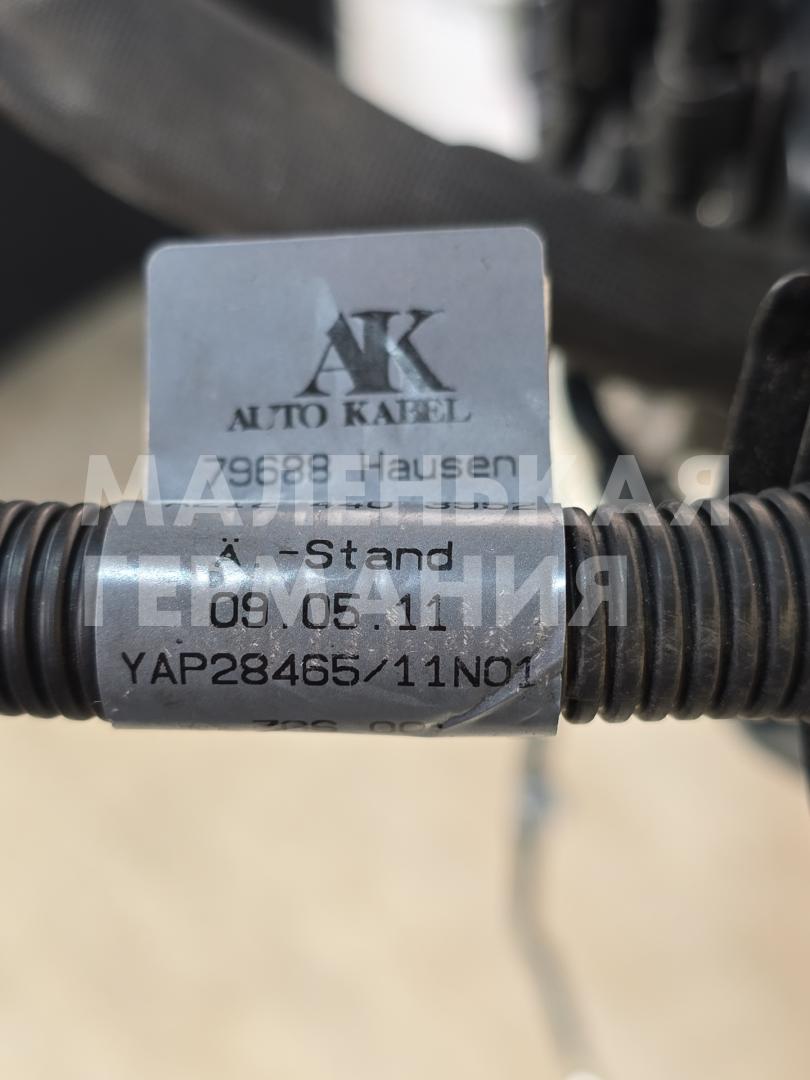 AK
AUTO KABEL
79688 Hausen
Ä -Stand
09.05.11
YAP28465/11N01
МАЛЕНЬКАЯ
ГЕРМАНИЯ